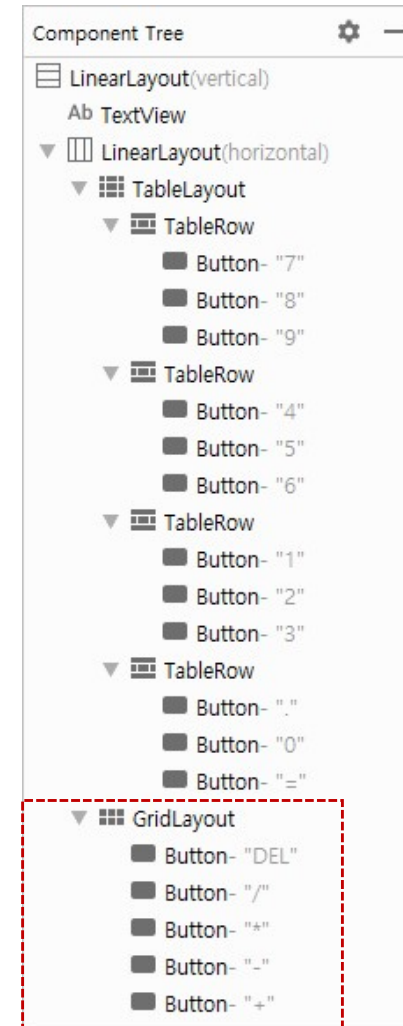 Component Tree
LinearLayout(vertical)
Ab TextView
LinearLayout(horizontal)
TableLayout
TableRow
Button- "7"
Button- "8"
Button- "9"
TableRow
Button- "4"
Button- "5"
Button- "6"
TableRow
Button- "1"
Button- "2"
Button- "3"
TableRow
Button- "."
Button- "0"
Button- "="
GridLayout
Button- "DEL"
Button- "/"
Button- "*"
Button- "-"
Button- "+"